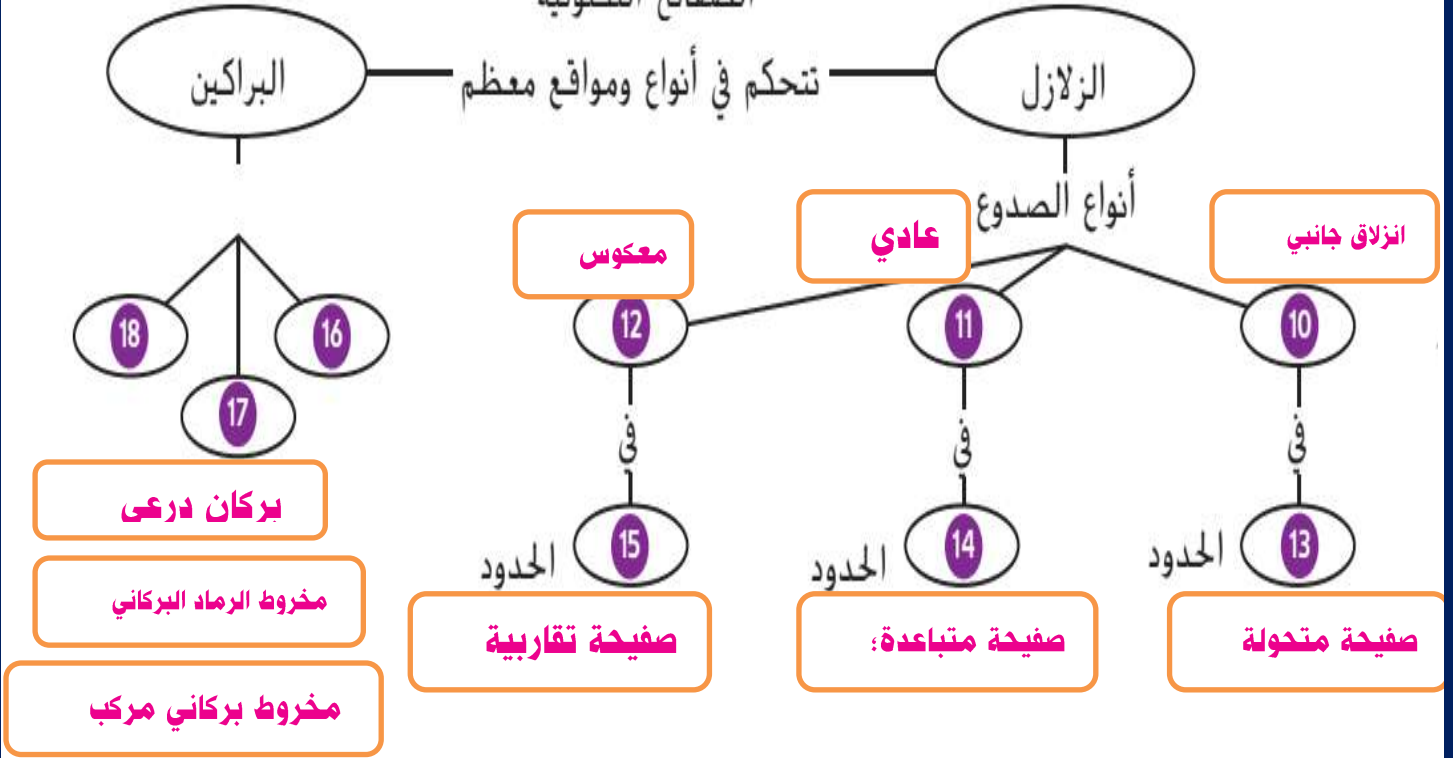 الزلازل
تتحكم في أنواع ومواقع معظم
البراكين
أنواع الصدوع
انزلاق جانبي
عادي
معكوس
10
11
12
16
17
18
في
في
في
13
الحدود
14
الحدود
15
الحدود
صفيحة متحولة
صفيحة متباعدة؛
صفيحة تقاربية
بركان درعى
مخروط الرماد البركاني
مخروط بركاني مركب